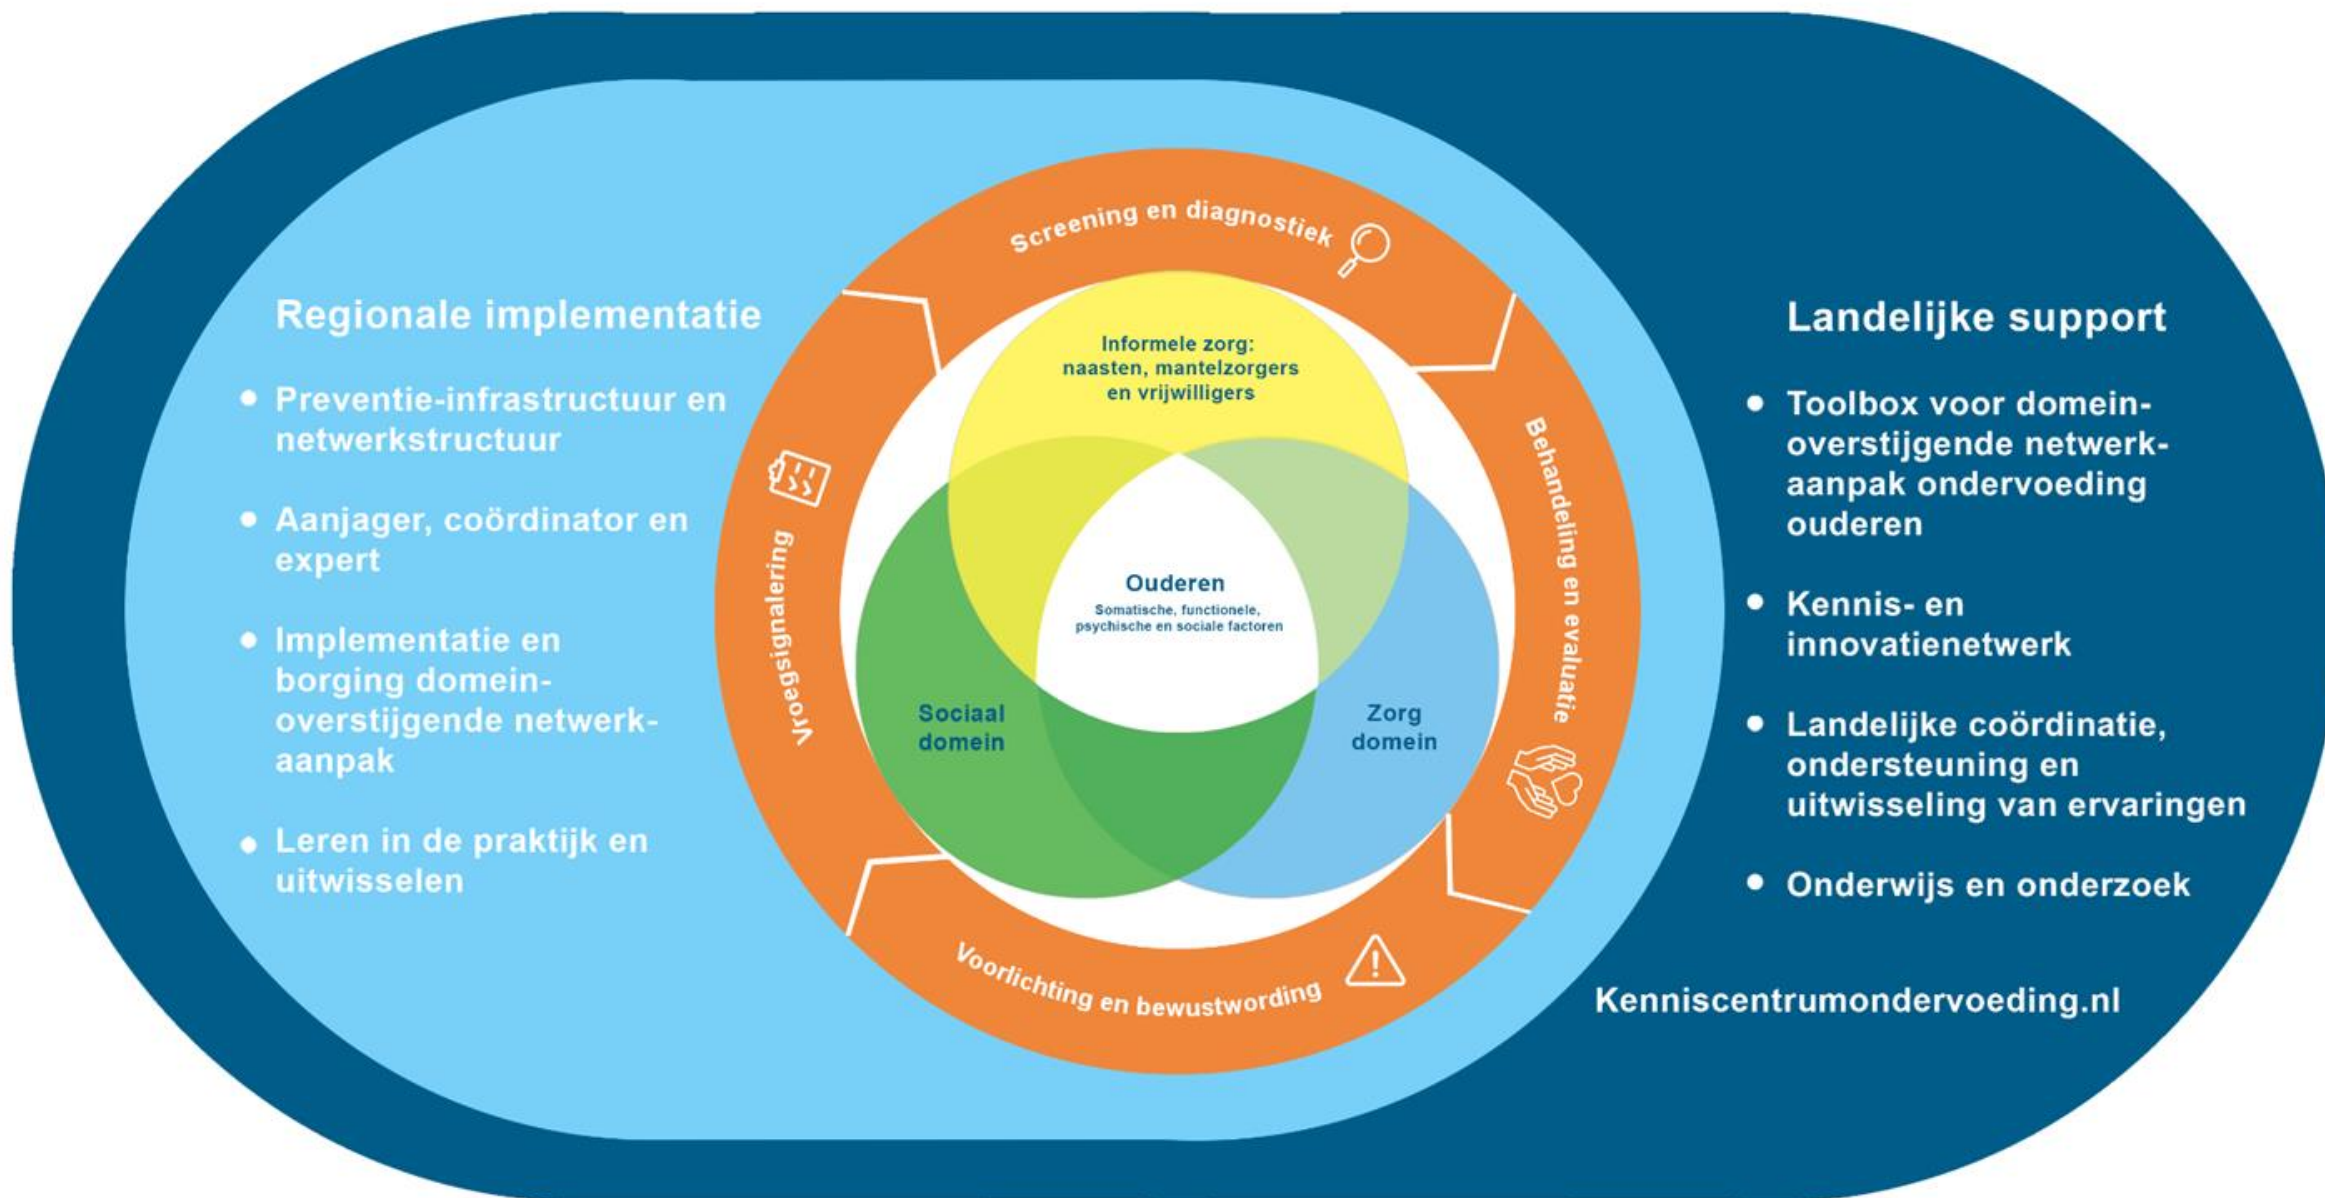 Regionale implementatie
Preventie-infrastructuur en
netwerkstructuur
Aanjager, coördinator en
expert
Implementatie en
borging domein-
overstijgende netwerk-
aanpak
Leren in de praktijk en
uitwisselen
Screening en diagnostiek
Behandeling en evaluatie
Voorlichting en bewustwording
Vroegsignalering
Informele zorg:
naasten, mantelzorgers
en vrijwilligers
Ouderen
Somatische, functionele,
psychische en sociale factoren
Sociaal
domein
Zorg
domein
Landelijke support
Toolbox voor domein-
overstijgende netwerk-
aanpak ondervoeding
ouderen
Kennis- en
innovatienetwerk
Landelijke coördinatie,
ondersteuning en
uitwisseling van ervaringen
Onderwijs en onderzoek
Kenniscentrumondervoeding.nl